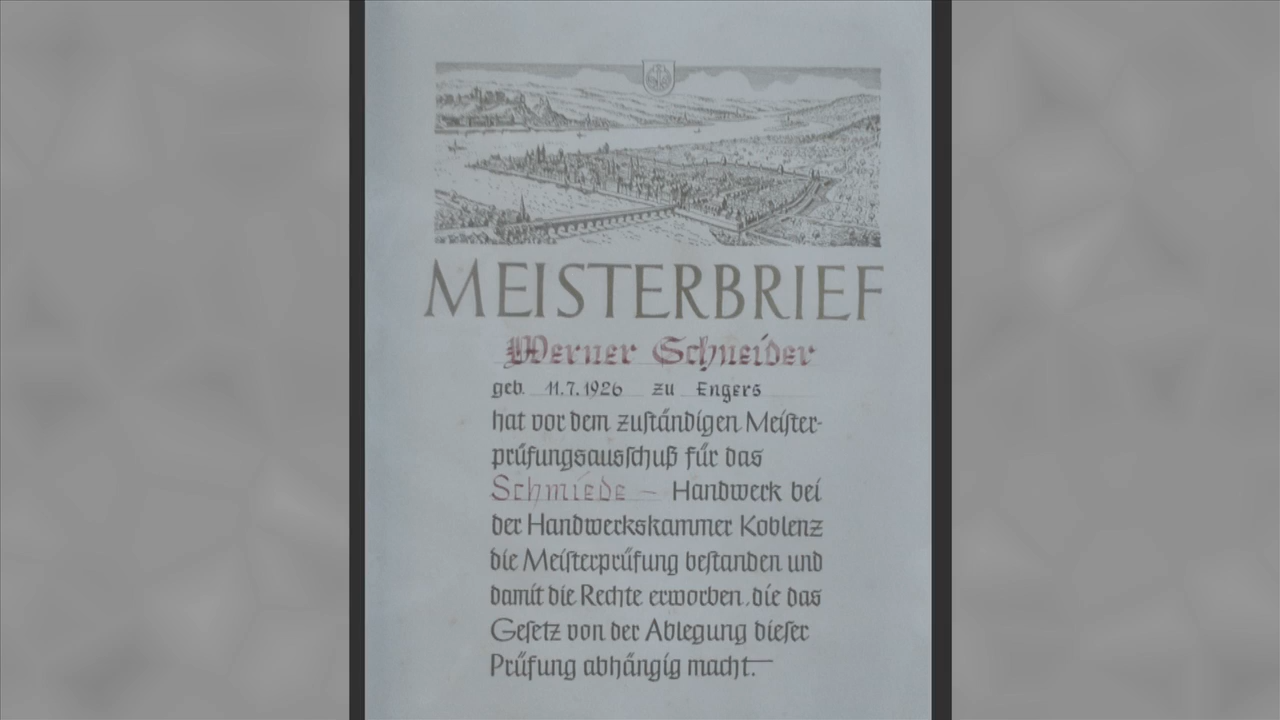 MEISTERBRIEF
Werner Schneider
geb. 11.7.1926 zu Engers
hat vor dem zuſtändigen Meiſter-
prüfungsausſchuß für das
Schmiede – Handwerk bei
der Handwerkskammer Koblenz
die Meiſterprüfung beſtanden und
damit die Rechte erworben, die das
Geſetz von der Ablegung dieſer
Prüfung abhängig macht.—